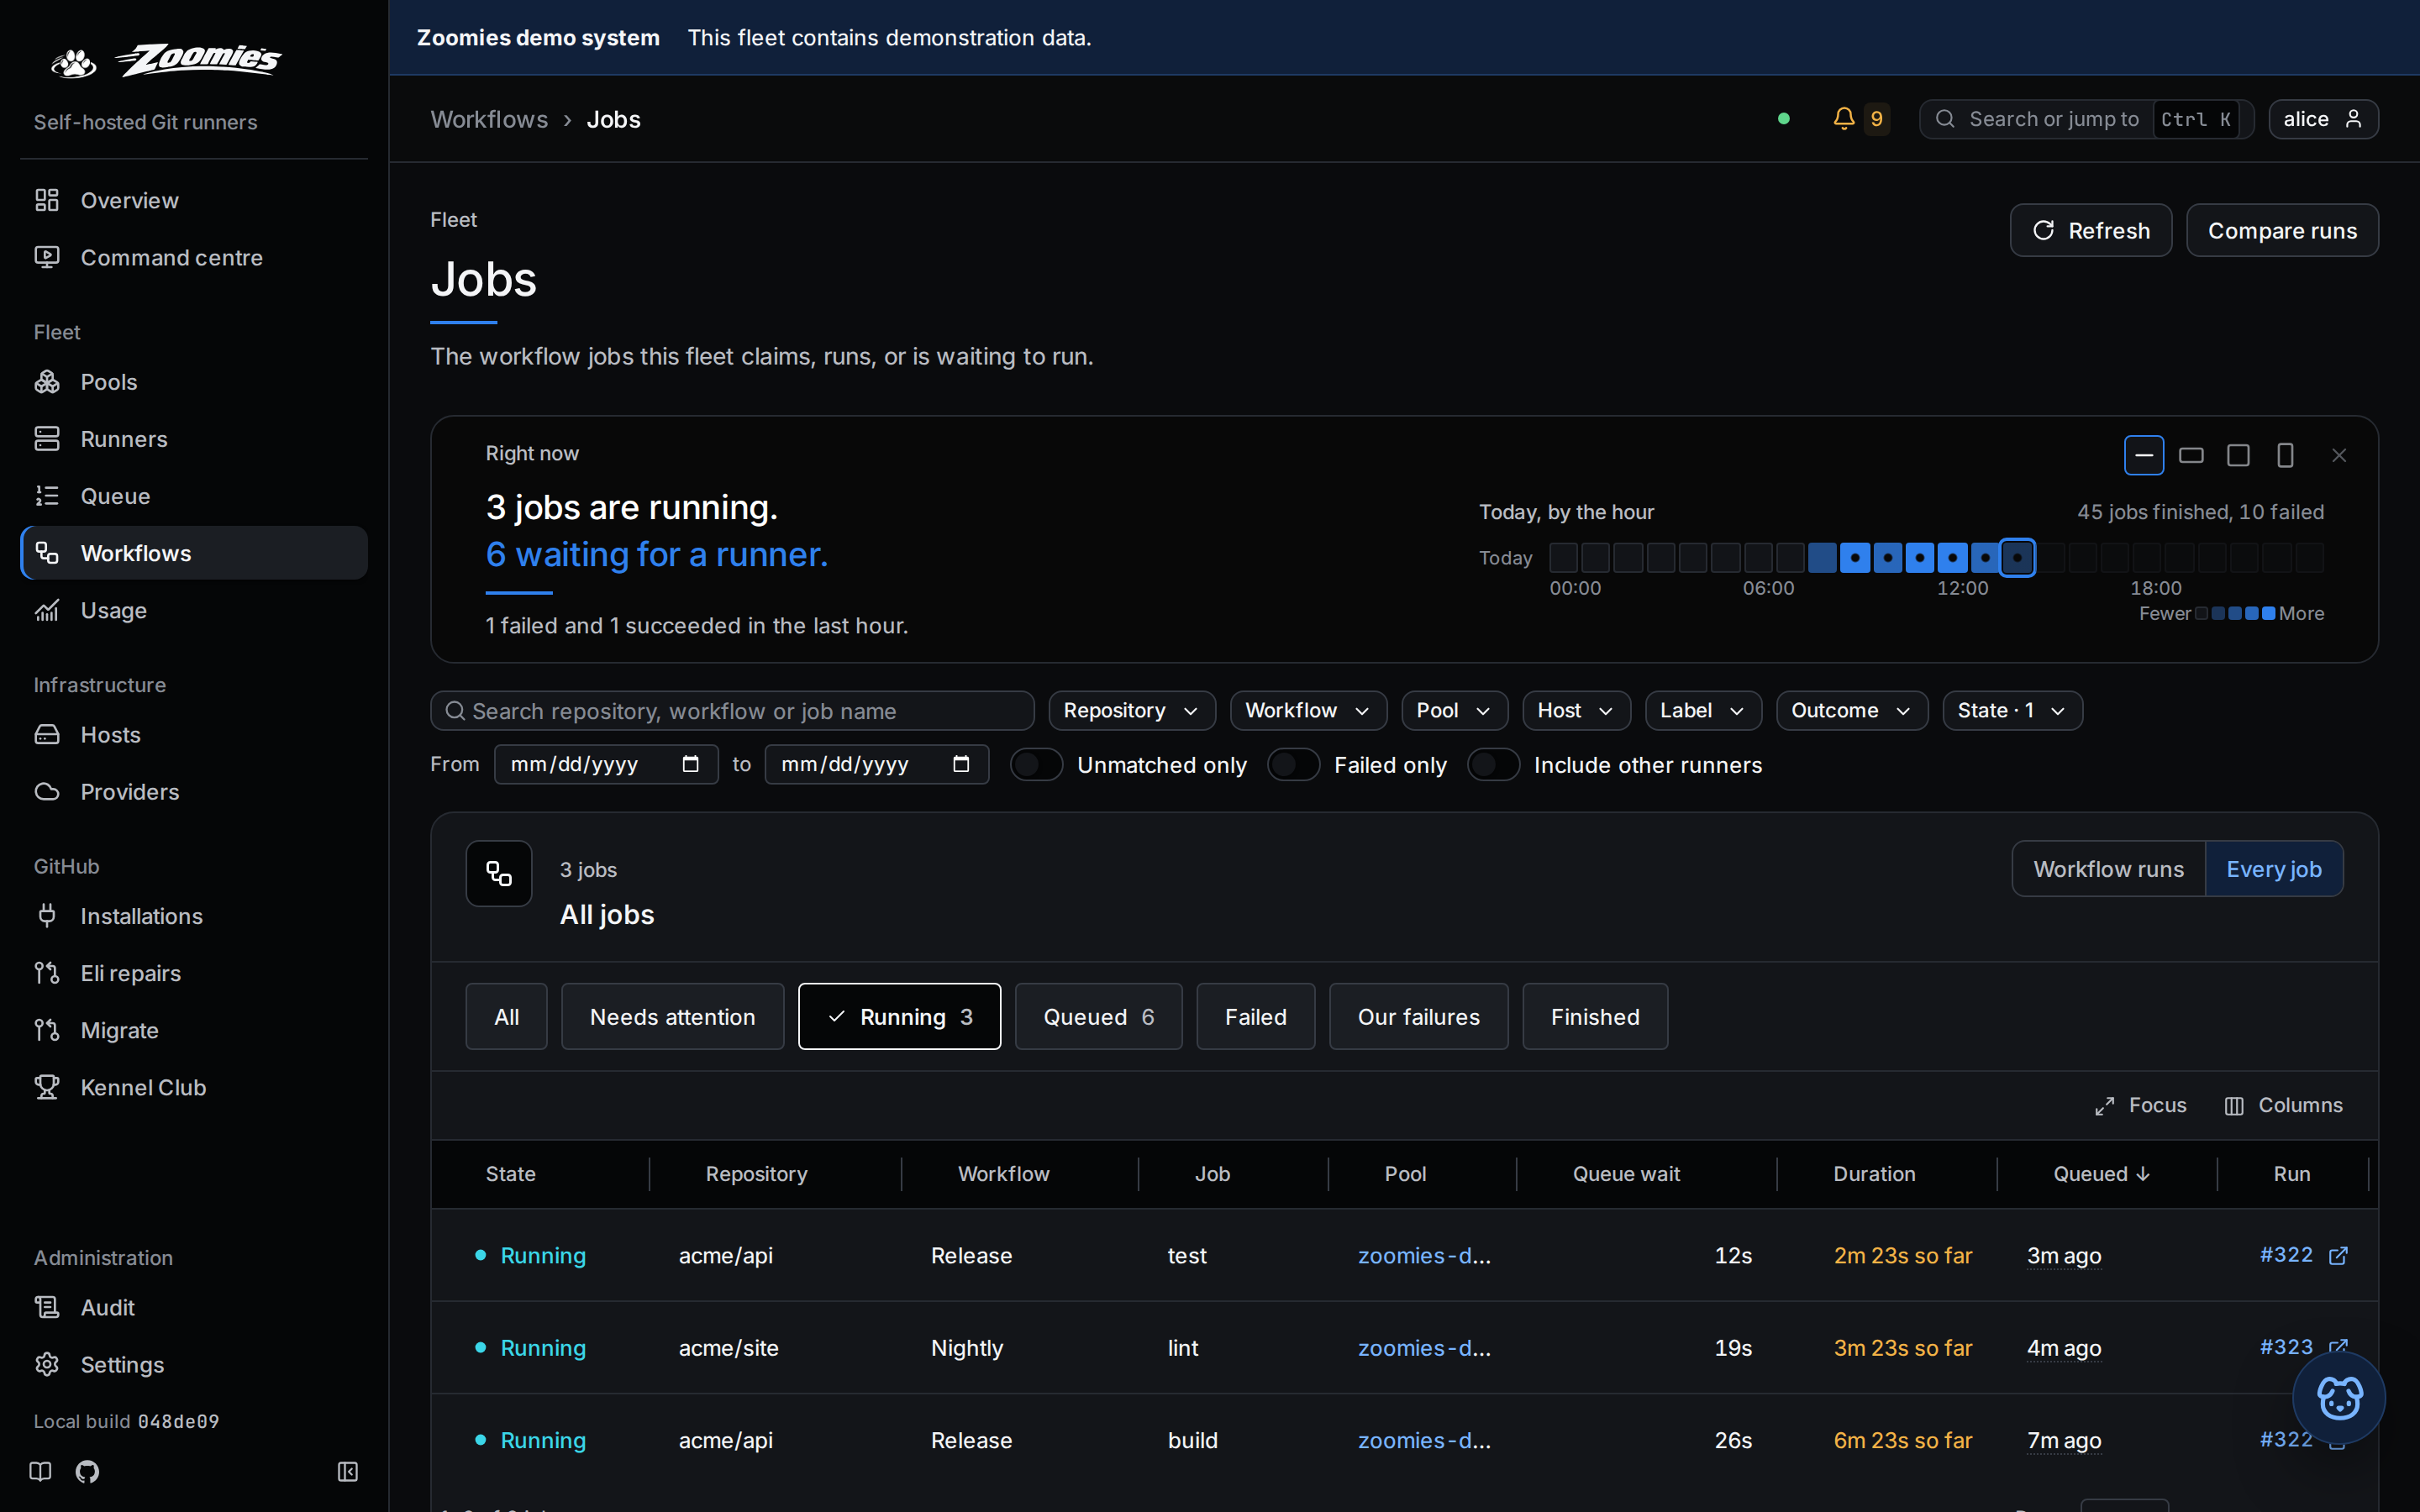 Zoomies
Self-hosted Git runners
Overview
Command centre
Fleet
Pools
Runners
Queue
Workflows
Usage
Infrastructure
Hosts
Providers
GitHub
Installations
Eli repairs
Migrate
Kennel Club
Administration
Audit
Settings
Local build 048de09
Zoomies demo system This fleet contains demonstration data.
Workflows › Jobs
9
Search or jump to Ctrl K
alice
Fleet
Jobs
The workflow jobs this fleet claims, runs, or is waiting to run.
Refresh
Compare runs
Right now
3 jobs are running.
6 waiting for a runner.
1 failed and 1 succeeded in the last hour.
Today, by the hour 45 jobs finished, 10 failed
Today
00:00 06:00 12:00 18:00
Fewer More
Search repository, workflow or job name
Repository Workflow Pool Host Label Outcome State · 1
From mm/dd/yyyy to mm/dd/yyyy Unmatched only Failed only Include other runners
3 jobs
All jobs
Workflow runs Every job
All Needs attention Running 3 Queued 6 Failed Our failures Finished
Focus Columns
State Repository Workflow Job Pool Queue wait Duration Queued ↓ Run
Running acme/api Release test zoomies-d... 12s 2m 23s so far 3m ago #322
Running acme/site Nightly lint zoomies-d... 19s 3m 23s so far 4m ago #323
Running acme/api Release build zoomies-d... 26s 6m 23s so far 7m ago #322